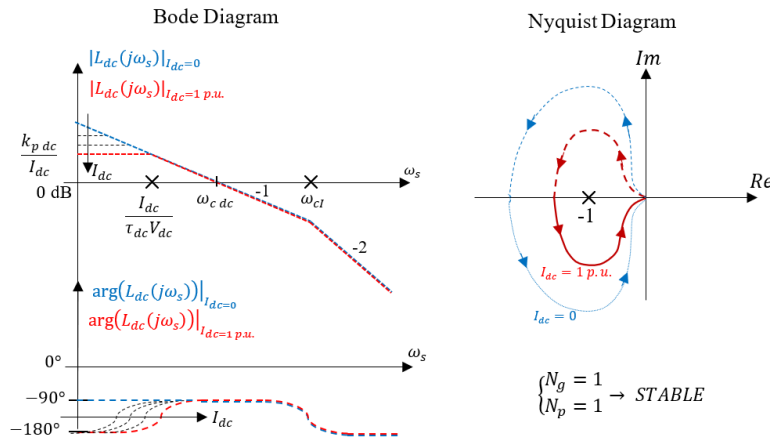 Bode Diagram
|L_dc(jω_s)|_{I_dc=0}
|L_dc(jω_s)|_{I_dc=1 p.u.}
k_{p dc}
I_dc
I_dc
0 dB
ω_s
-1
I_dc
τ_dc V_dc
ω_{c dc}
ω_cI
-2
arg(L_dc(jω_s))|_{I_dc=0}
arg(L_dc(jω_s))|_{I_dc=1 p.u.}
0°
ω_s
−90°
−180°
I_dc
Nyquist Diagram
Im
Re
-1
I_dc = 1 p.u.
I_dc = 0
{N_g = 1
N_p = 1 → STABLE